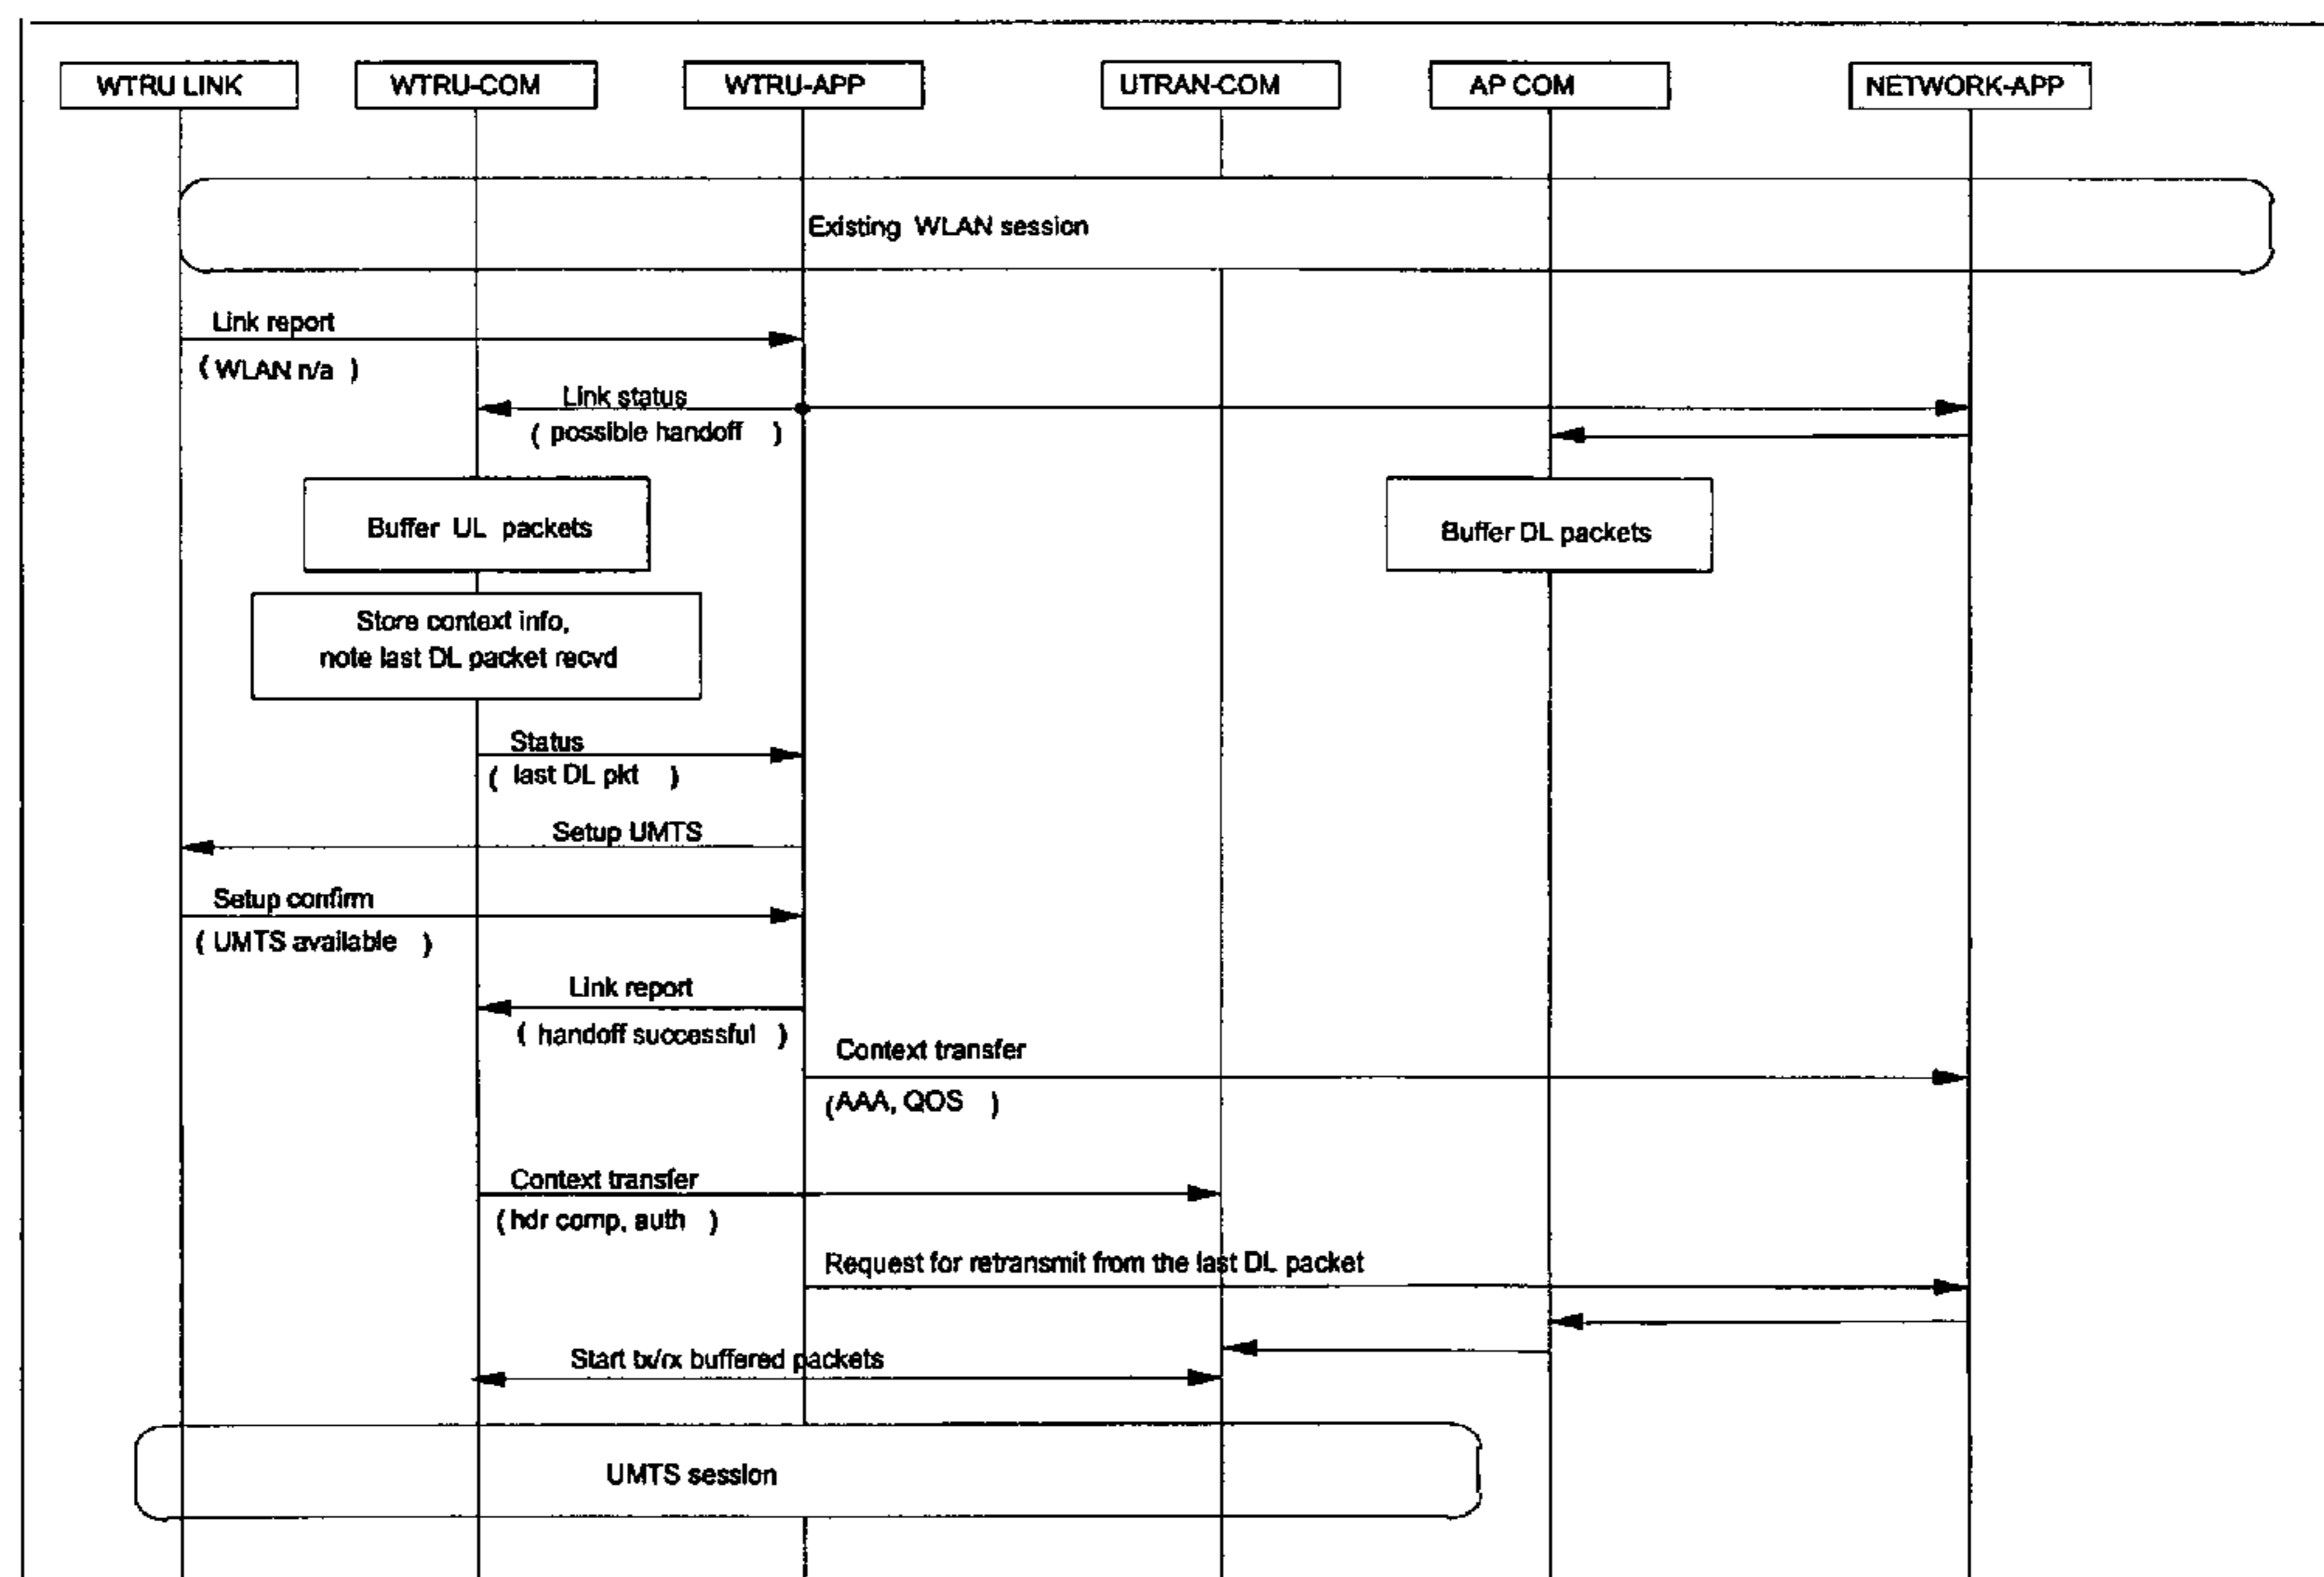 WTRU LINK
WTRU-COM
WTRU-APP
UTRAN-COM
AP COM
NETWORK-APP
Existing WLAN session
Link report
( WLAN n/a )
Link status
( possible handoff )
Buffer UL packets
Buffer DL packets
Store context info,
note last DL packet recvd
Status
( last DL pkt )
Setup UMTS
Setup confirm
( UMTS available )
Link report
( handoff successful )
Context transfer
(AAA, QOS )
Context transfer
( hdr comp, auth )
Request for retransmit from the last DL packet
Start tx/rx buffered packets
UMTS session